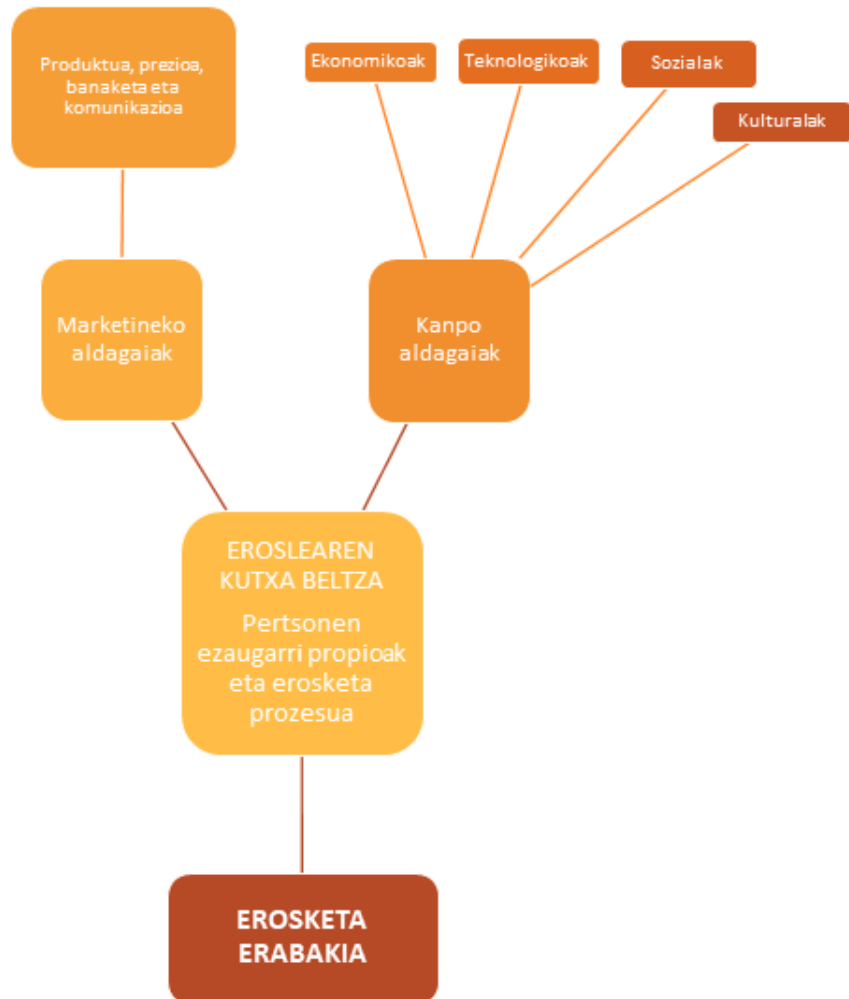 Produktua, prezioa,
banaketa eta
komunikazioa
Ekonomikoak
Teknologikoak
Sozialak
Kulturalak
Marketineko
aldagaiak
Kanpo
aldagaiak
EROSLEAREN
KUTXA BELTZA
Pertsonen
ezaugarri propioak
eta erosketa
prozesua
EROSKETA
ERABAKIA